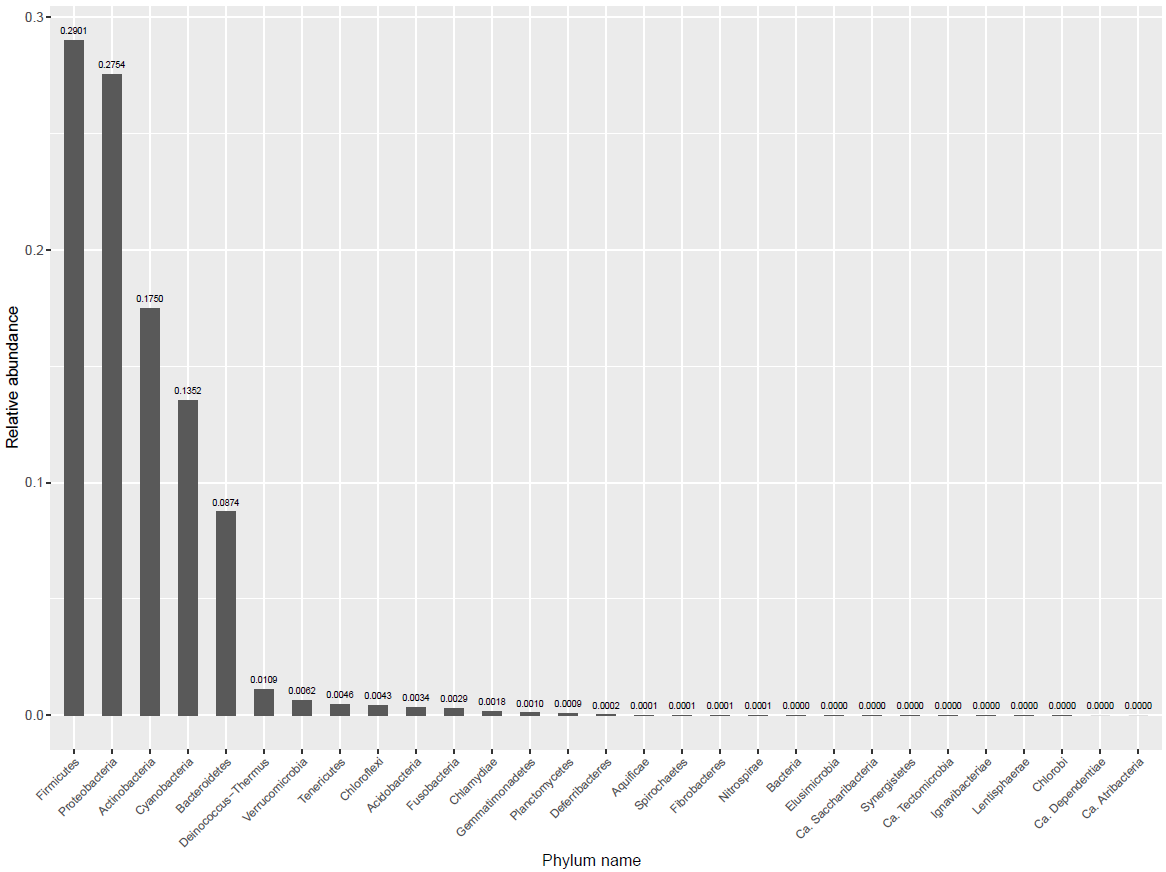 0.3
0.2
0.1
0.0
Relative abundance
0.2901
0.2754
0.1750
0.1352
0.0874
0.0109
0.0062
0.0046
0.0043
0.0034
0.0029
0.0018
0.0010
0.0009
0.0002
0.0001
0.0001
0.0001
0.0001
0.0000
0.0000
0.0000
0.0000
0.0000
0.0000
0.0000
0.0000
0.0000
0.0000
Firmicutes
Proteobacteria
Actinobacteria
Cyanobacteria
Bacteroidetes
Deinococcus−Thermus
Verrucomicrobia
Tenericutes
Chloroflexi
Acidobacteria
Fusobacteria
Chlamydiae
Gemmatimonadetes
Planctomycetes
Deferribacteres
Aquificae
Spirochaetes
Fibrobacteres
Nitrospirae
Bacteria
Elusimicrobia
Ca. Saccharibacteria
Synergistetes
Ca. Tectomicrobia
Ignavibacteriae
Lentisphaerae
Chlorobi
Ca. Dependentiae
Ca. Atribacteria
Phylum name